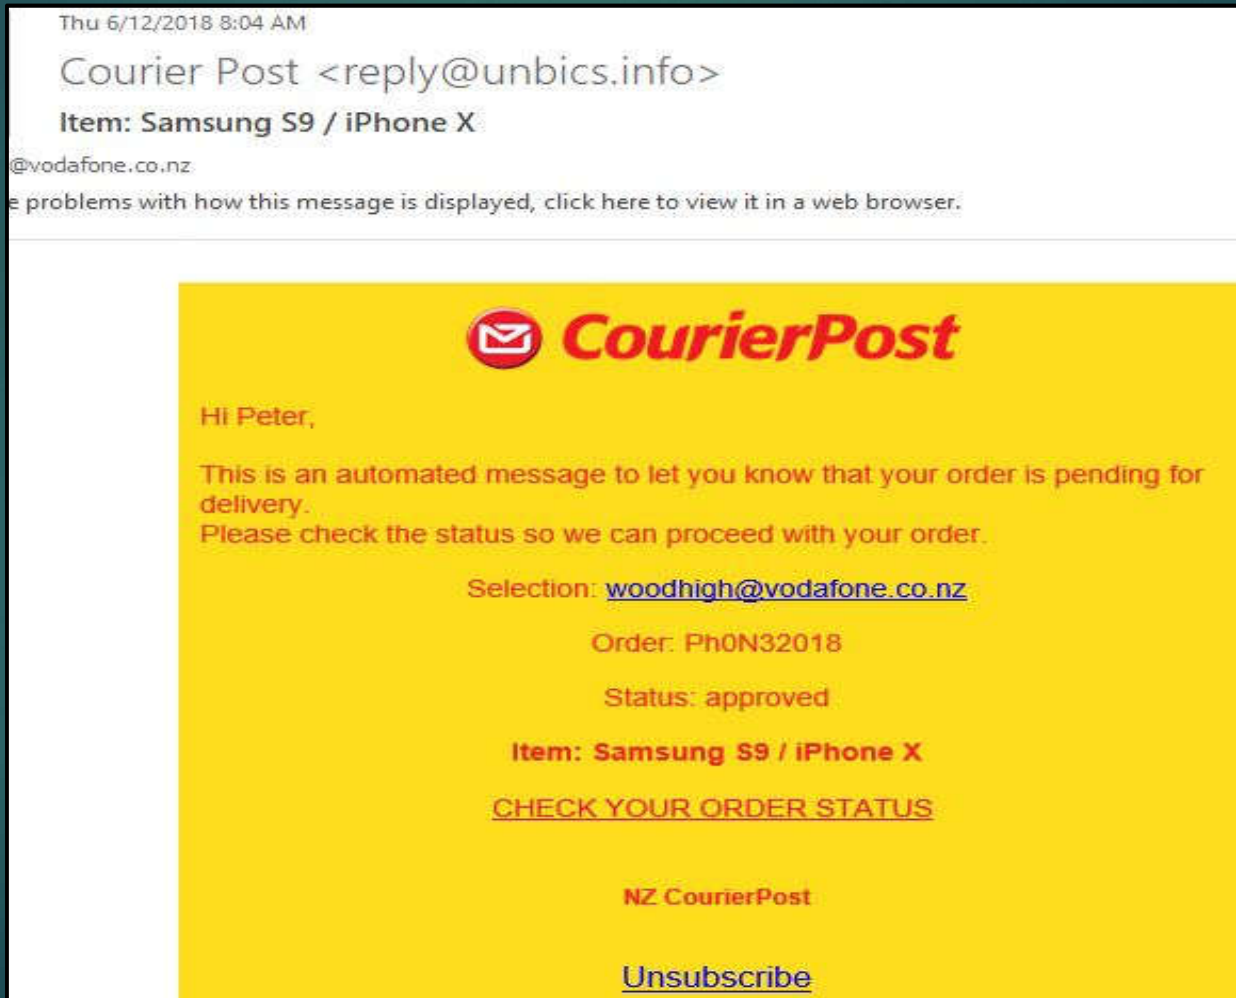 Thu 6/12/2018 8:04 AM
Courier Post <reply@unbics.info>
Item: Samsung S9 / iPhone X
@vodafone.co.nz
e problems with how this message is displayed, click here to view it in a web browser.
CourierPost
Hi Peter,
This is an automated message to let you know that your order is pending for
delivery.
Please check the status so we can proceed with your order.
Selection: woodhigh@vodafone.co.nz
Order: Ph0N32018
Status: approved
Item: Samsung S9 / iPhone X
CHECK YOUR ORDER STATUS
NZ CourierPost
Unsubscribe